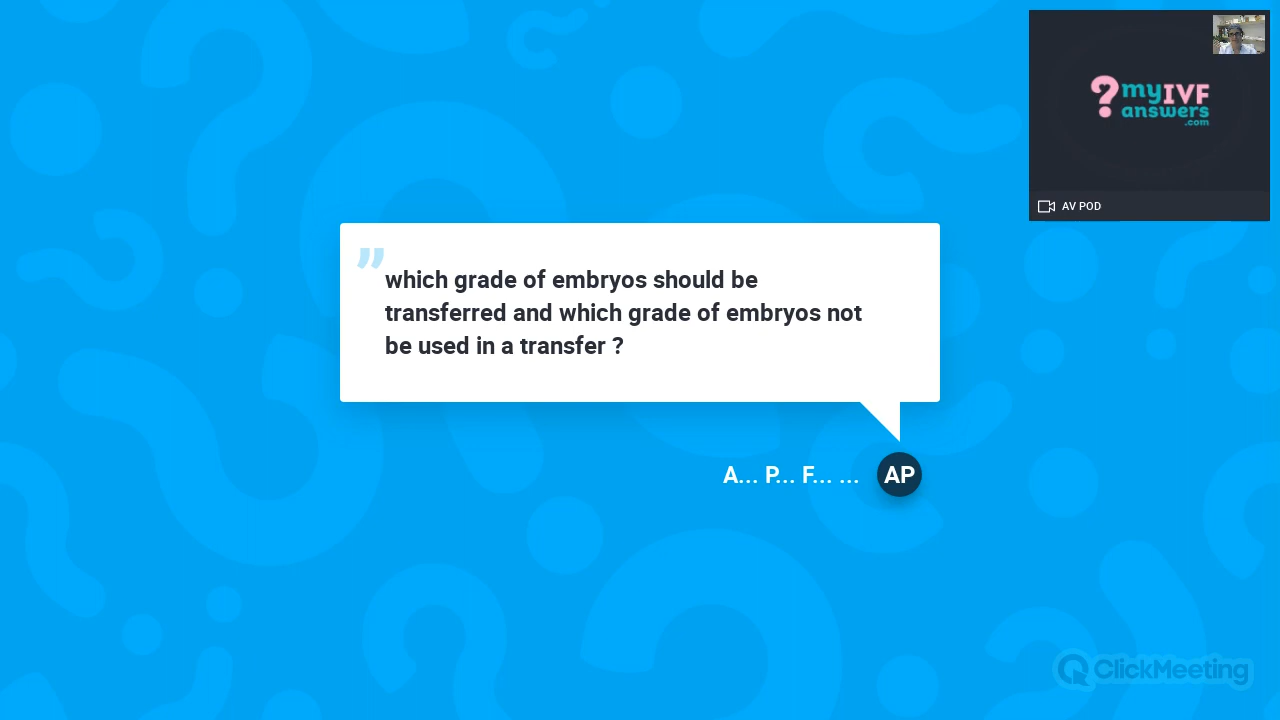 ?myIVF
answers
.com
AV POD
”
which grade of embryos should be
transferred and which grade of embryos not
be used in a transfer ?
A... P... F... ...
AP
ClickMeeting